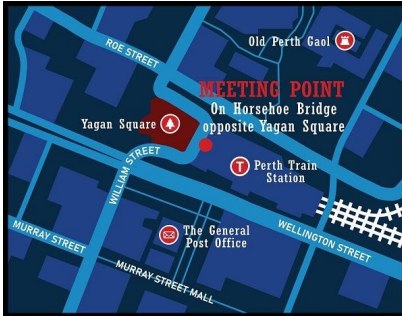 ROE STREET
Old Perth Gaol
MEETING POINT
On Horsehoe Bridge
opposite Yagan Square
Yagan Square
T
Perth Train
Station
WILLIAM STREET
WELLINGTON STREET
The General
Post Office
MURRAY STREET
MURRAY STREET MALL